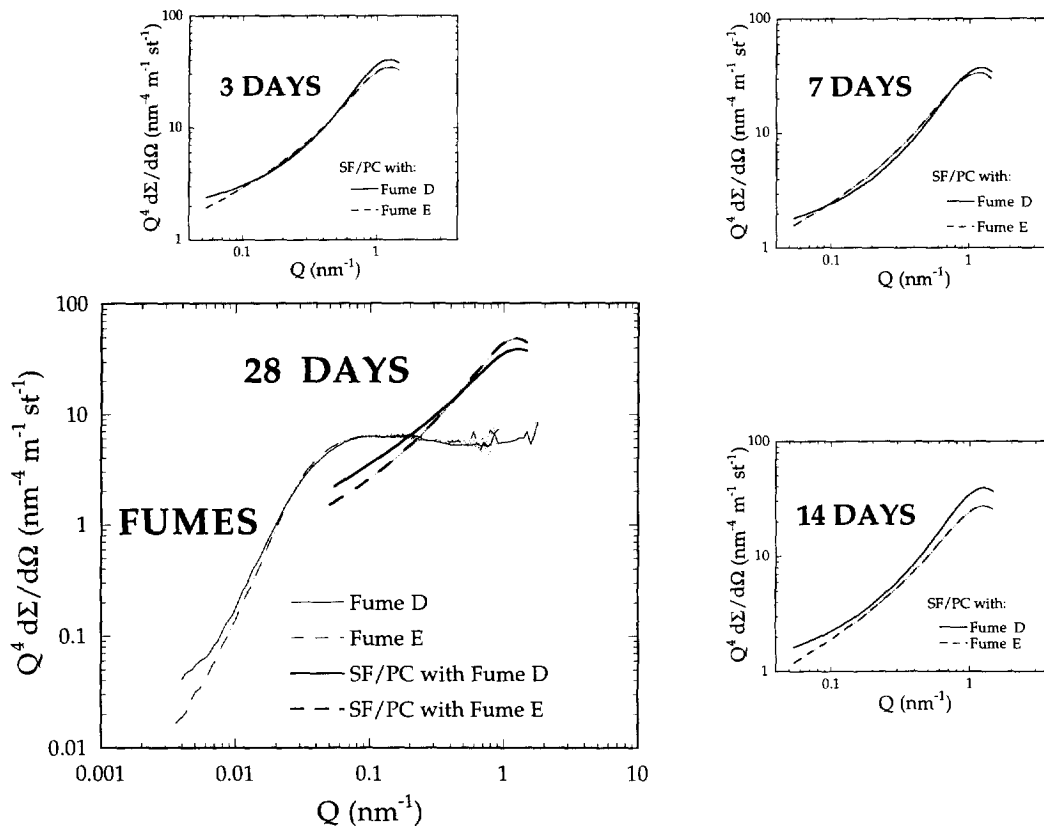 100
10
1
0.1
1
Q⁴ dΣ/dΩ (nm⁻⁴ m⁻¹ st⁻¹)
Q (nm⁻¹)
3 DAYS
SF/PC with:
Fume D
Fume E
100
10
1
0.1
1
Q⁴ dΣ/dΩ (nm⁻⁴ m⁻¹ st⁻¹)
Q (nm⁻¹)
7 DAYS
SF/PC with:
Fume D
Fume E
100
10
1
0.1
0.01
0.001
0.01
0.1
1
10
Q⁴ dΣ/dΩ (nm⁻⁴ m⁻¹ st⁻¹)
Q (nm⁻¹)
28 DAYS
FUMES
Fume D
Fume E
SF/PC with Fume D
SF/PC with Fume E
100
10
1
0.1
1
Q⁴ dΣ/dΩ (nm⁻⁴ m⁻¹ st⁻¹)
Q (nm⁻¹)
14 DAYS
SF/PC with:
Fume D
Fume E